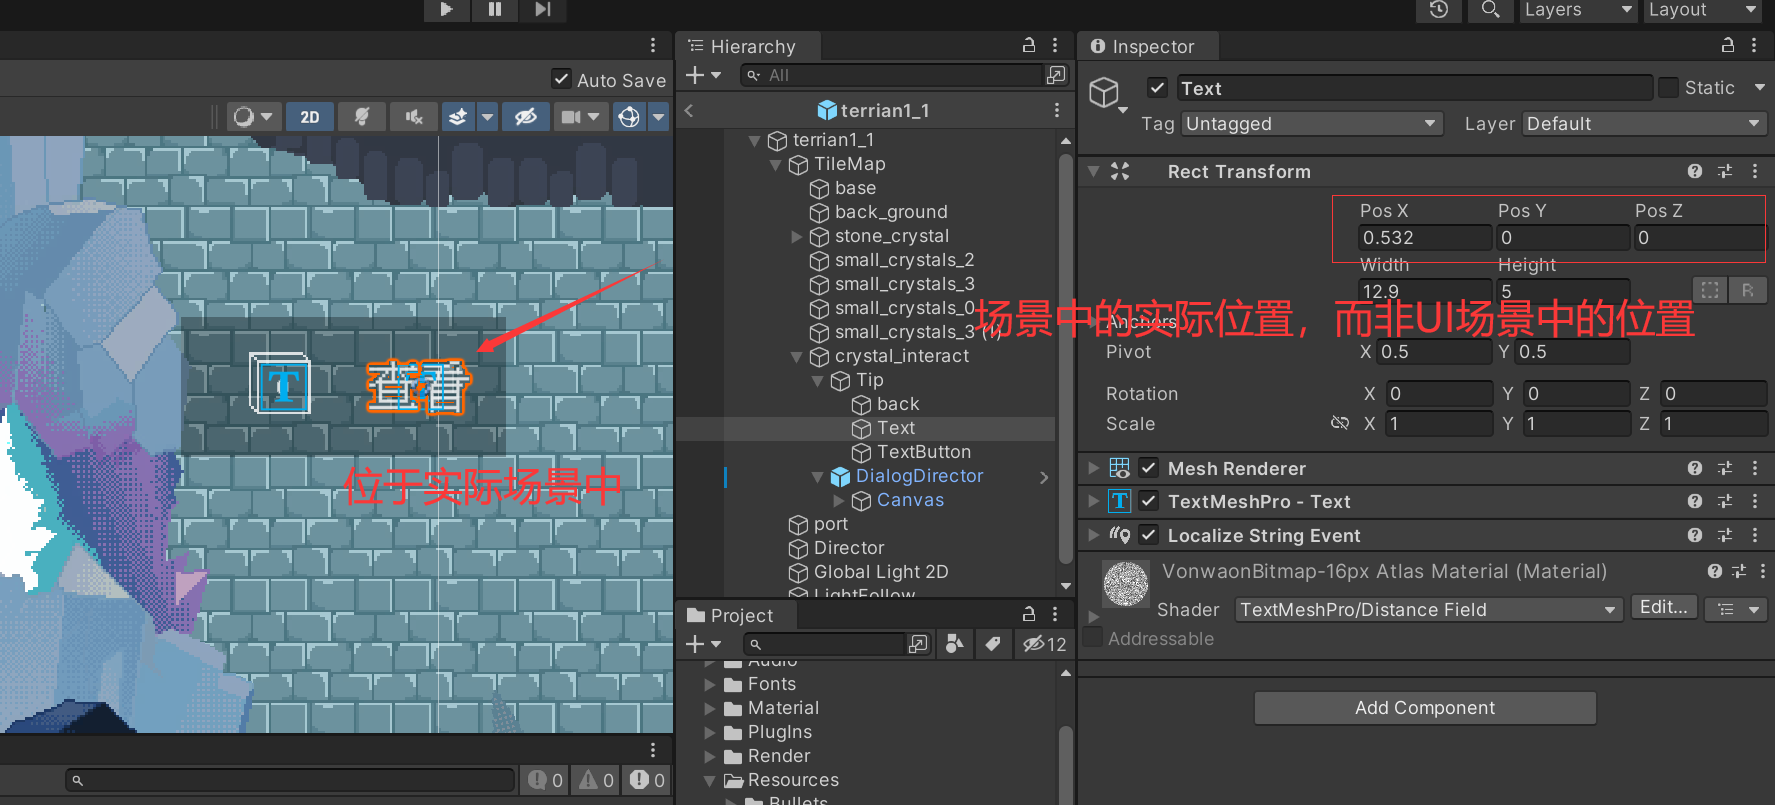 Layers
Layout
Hierarchy
Inspector
Auto Save
All
2D
terrian1_1
Text
Static
Tag
Untagged
Layer
Default
terrian1_1
TileMap
base
back_ground
stone_crystal
small_crystals_2
small_crystals_3
small_crystals_0
small_crystals_3 (1)
crystal_interact
Tip
back
Text
TextButton
DialogDirector
Canvas
port
Director
Global Light 2D
LightFollow
Rect Transform
Pos X
Pos Y
Pos Z
0.532
0
0
Width
Height
12.9
5
R
场景中的实际位置，而非UI场景中的位置
Anchors
Pivot
X 0.5
Y 0.5
Rotation
X 0
Y 0
Z 0
Scale
X 1
Y 1
Z 1
T
查看
位于实际场景中
Mesh Renderer
T
TextMeshPro - Text
Localize String Event
VonwaonBitmap-16px Atlas Material (Material)
Shader
TextMeshPro/Distance Field
Edit...
Addressable
Add Component
Project
12
Audio
Fonts
Material
PlugIns
Render
Resources
Bullets
0
0
0